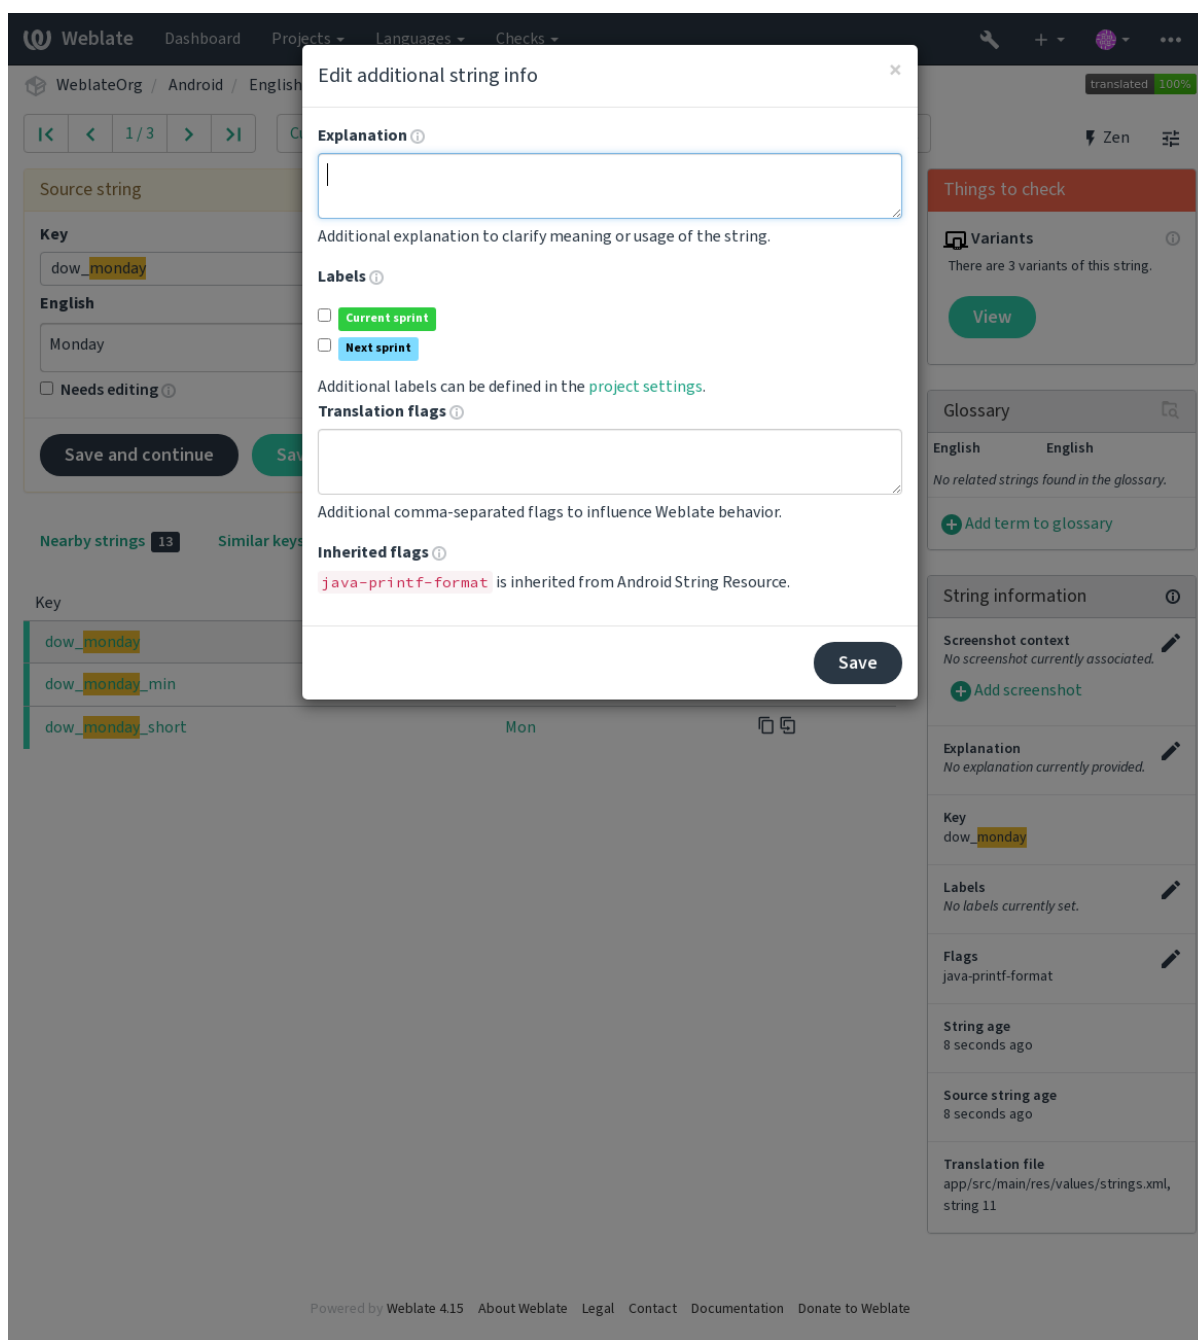 Weblate Dashboard Projects Languages Checks
WeblateOrg / Android / English
translated 100%
1 / 3
Zen
Edit additional string info
×
Explanation
Additional explanation to clarify meaning or usage of the string.
Labels
Current sprint
Next sprint
Additional labels can be defined in the project settings.
Translation flags
Additional comma-separated flags to influence Weblate behavior.
Inherited flags
java-printf-format is inherited from Android String Resource.
Save
Source string
Key
dow_monday
English
Monday
Needs editing
Save and continue
Nearby strings 13 Similar keys
Key
dow_monday
dow_monday_min
dow_monday_short Mon
Things to check
Variants
There are 3 variants of this string.
View
Glossary
English English
No related strings found in the glossary.
Add term to glossary
String information
Screenshot context
No screenshot currently associated.
Add screenshot
Explanation
No explanation currently provided.
Key
dow_monday
Labels
No labels currently set.
Flags
java-printf-format
String age
8 seconds ago
Source string age
8 seconds ago
Translation file
app/src/main/res/values/strings.xml,
string 11
Powered by Weblate 4.15 About Weblate Legal Contact Documentation Donate to Weblate